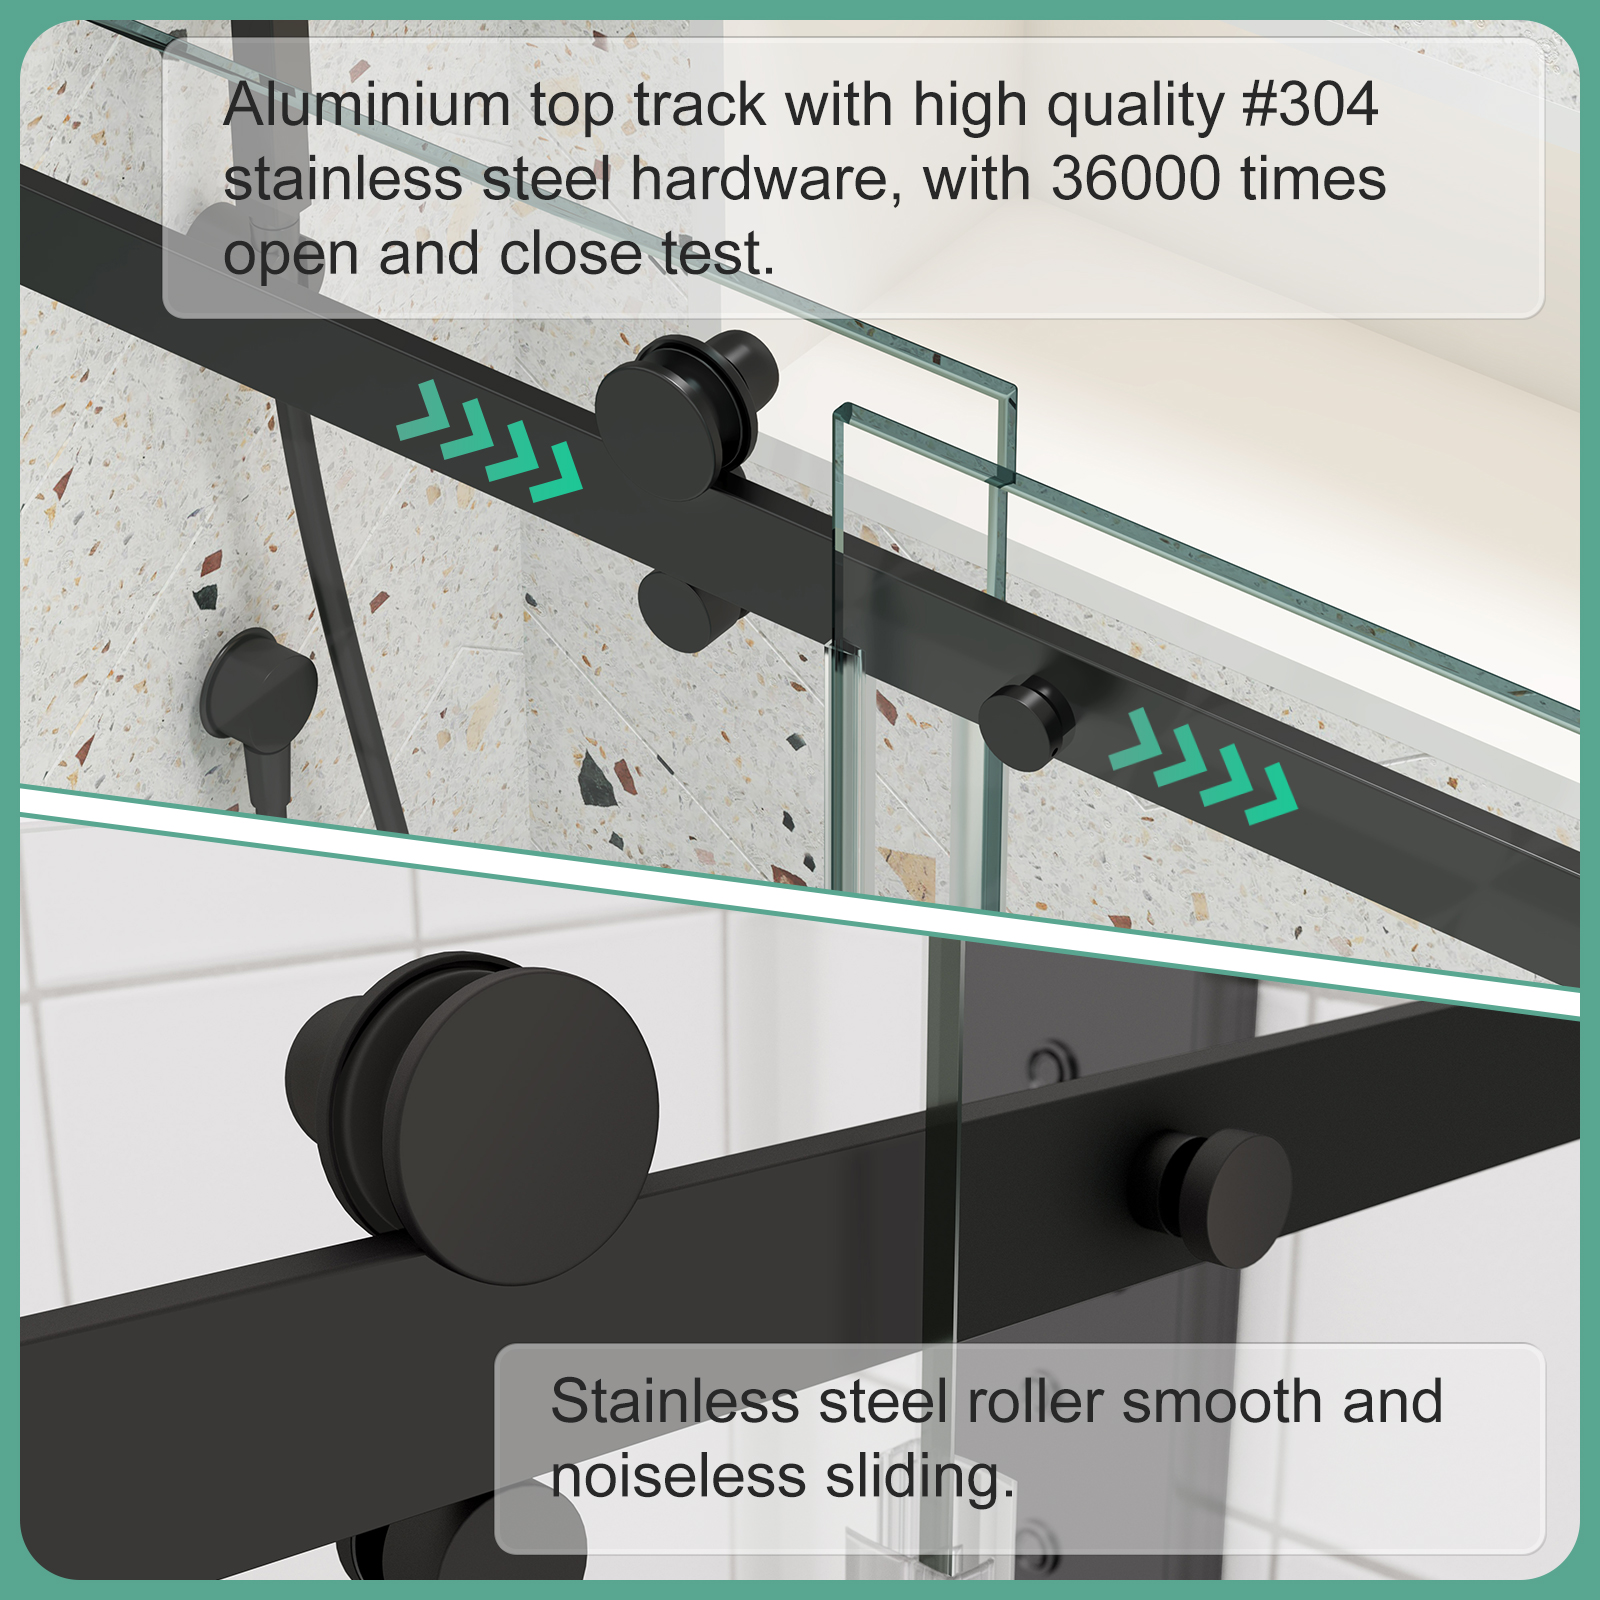 Aluminium top track with high quality #304
stainless steel hardware, with 36000 times
open and close test.
Stainless steel roller smooth and
noiseless sliding.